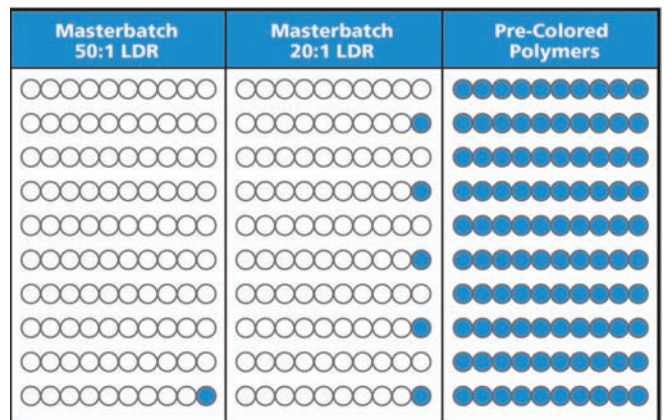 Masterbatch
50:1 LDR
Masterbatch
20:1 LDR
Pre-Colored
Polymers